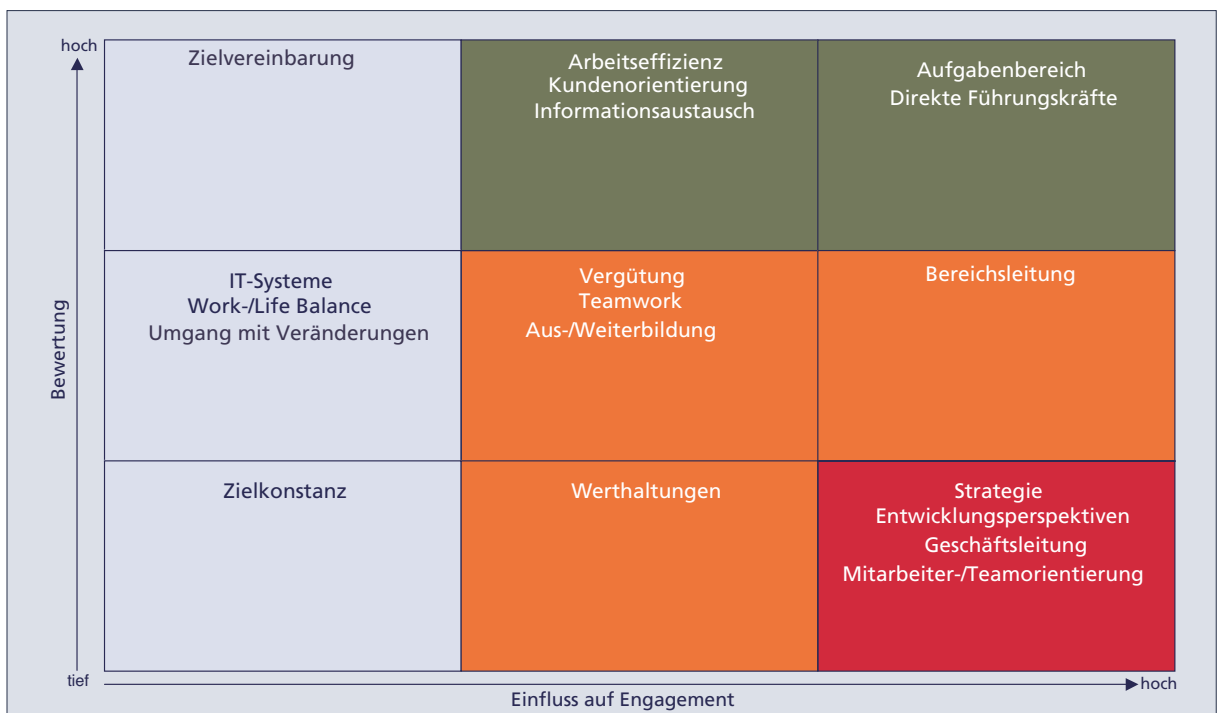 hoch
Zielvereinbarung
Arbeitseffizienz
Kundenorientierung
Informationsaustausch
Aufgabenbereich
Direkte Führungskräfte
Bewertung
IT-Systeme
Work-/Life Balance
Umgang mit Veränderungen
Vergütung
Teamwork
Aus-/Weiterbildung
Bereichsleitung
Zielkonstanz
Werthaltungen
Strategie
Entwicklungsperspektiven
Geschäftsleitung
Mitarbeiter-/Teamorientierung
tief
Einfluss auf Engagement
hoch